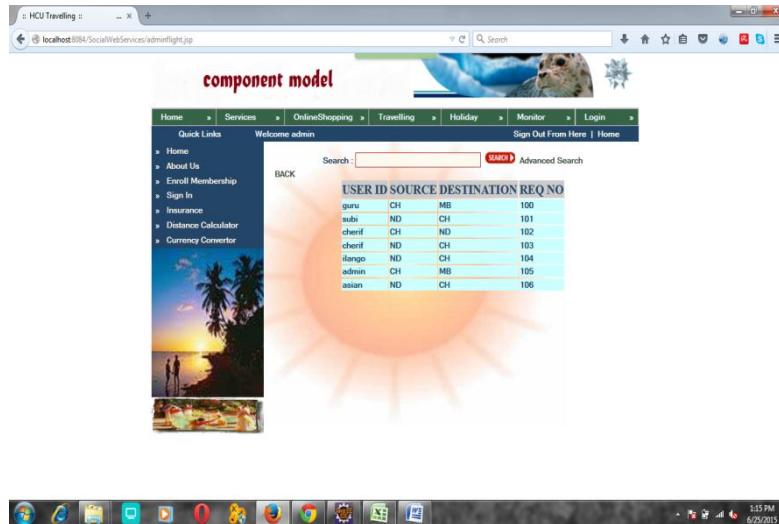 :: HCU Travelling ::
localhost:8084/SocialWebServices/adminflight.jsp
Search
component model
Home » Services » OnlineShopping » Travelling » Holiday » Monitor » Login »
Quick Links Welcome admin Sign Out From Here | Home
» Home
» About Us
» Enroll Membership
» Sign In
» Insurance
» Distance Calculator
» Currency Convertor
Search : SEARCH Advanced Search
BACK
USER ID SOURCE DESTINATION REQ NO
guru CH MB 100
subi ND CH 101
cherif CH ND 102
cherif ND CH 103
ilango ND CH 104
admin CH MB 105
asian ND CH 106
1:15 PM
6/25/2015